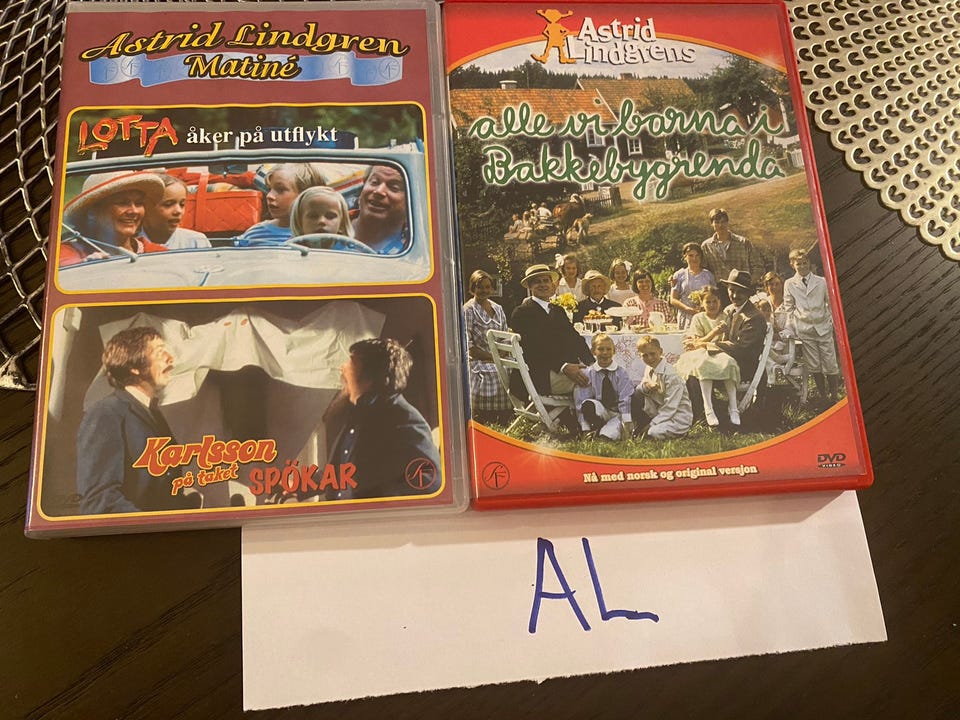 Astrid Lindgren
Matiné
LOTTA åker på utflykt
Karlsson
på taket SPÖKAR
Astrid
Lindgrens
alle vi barna i
Bakkebygrenda
Nå med norsk og original versjon
DVD
VIDEO
AL